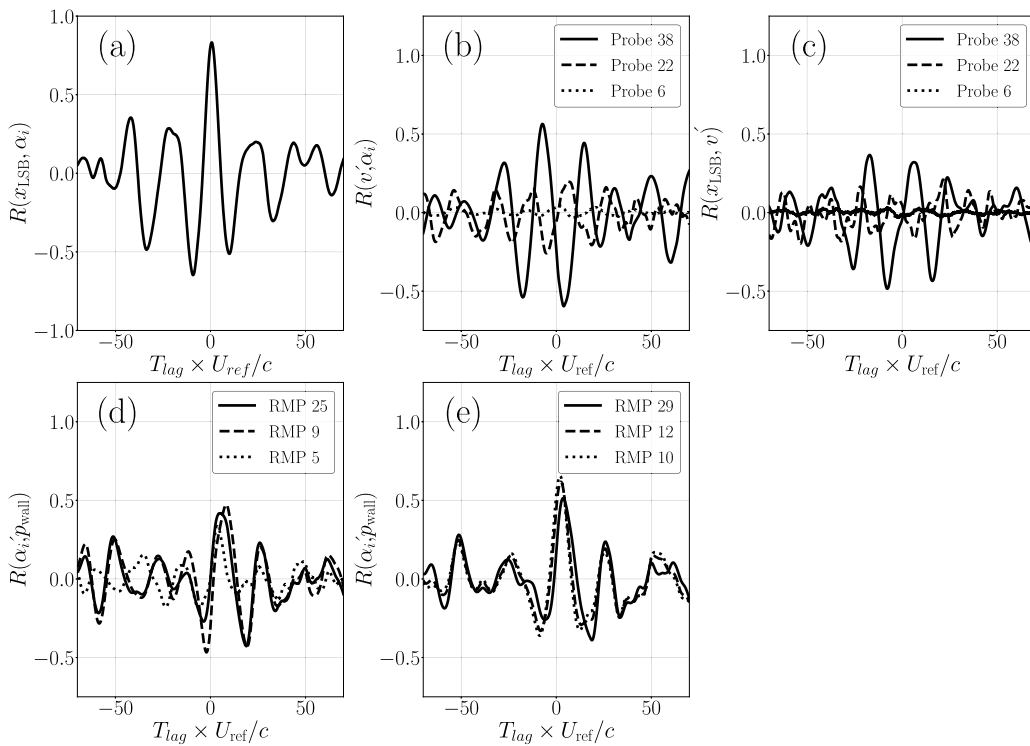 (a)
1.0
0.5
0.0
−0.5
−1.0
R(x_LSB, α_i)
−50 0 50
T_lag × U_ref/c
(b)
Probe 38
Probe 22
Probe 6
1.0
0.5
0.0
−0.5
R(v′,α_i)
−50 0 50
T_lag × U_ref/c
(c)
Probe 38
Probe 22
Probe 6
1.0
0.5
0.0
−0.5
R(x_LSB, v′)
−50 0 50
T_lag × U_ref/c
(d)
RMP 25
RMP 9
RMP 5
1.0
0.5
0.0
−0.5
R(α_i′,p_wall)
−50 0 50
T_lag × U_ref/c
(e)
RMP 29
RMP 12
RMP 10
1.0
0.5
0.0
−0.5
R(α_i′,p_wall)
−50 0 50
T_lag × U_ref/c